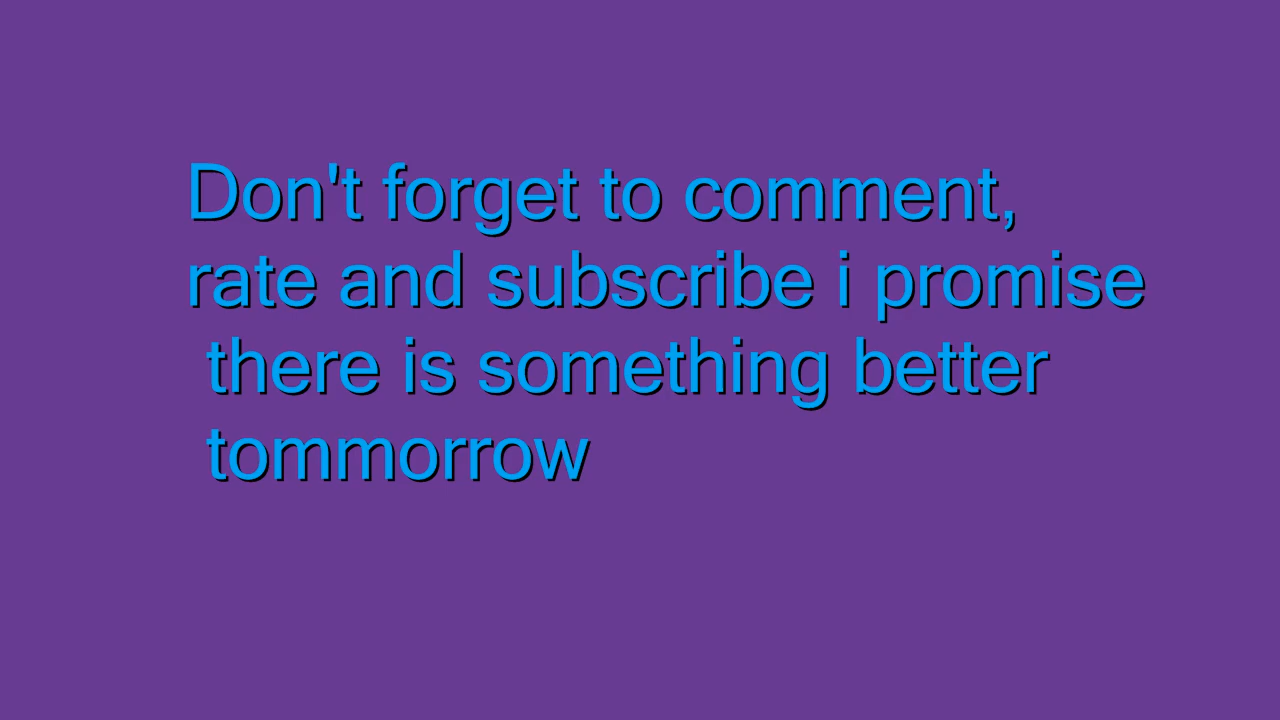 Don't forget to comment,
rate and subscribe i promise
there is something better
tommorrow